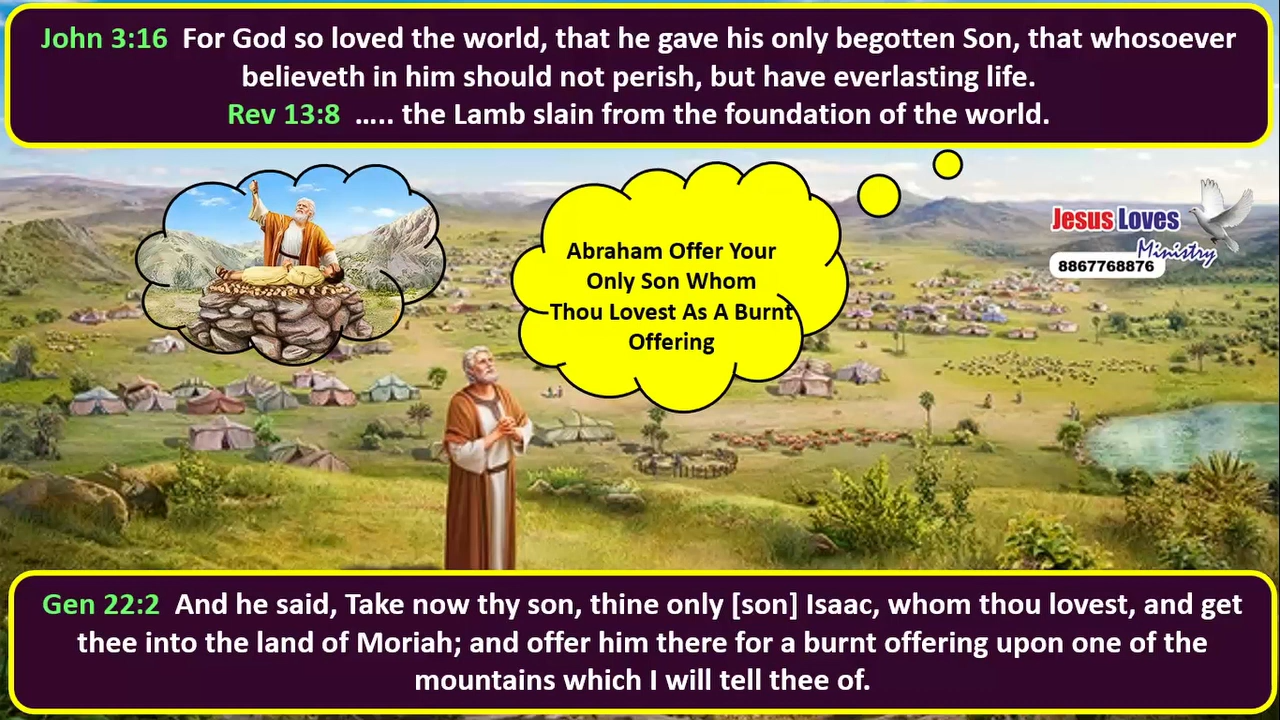 John 3:16 For God so loved the world, that he gave his only begotten Son, that whosoever
believeth in him should not perish, but have everlasting life.
Rev 13:8 ..... the Lamb slain from the foundation of the world.
Abraham Offer Your
Only Son Whom
Thou Lovest As A Burnt
Offering
Jesus Loves
Ministry
8867768876
Gen 22:2 And he said, Take now thy son, thine only [son] Isaac, whom thou lovest, and get
thee into the land of Moriah; and offer him there for a burnt offering upon one of the
mountains which I will tell thee of.